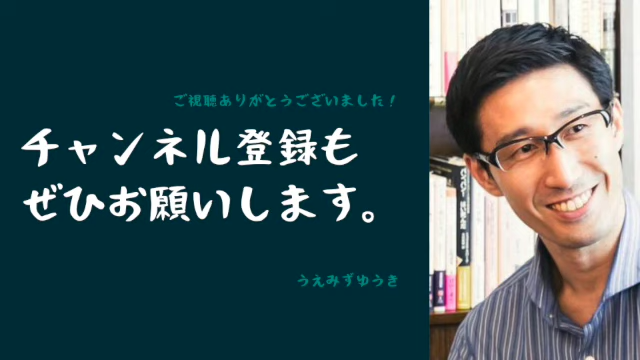 ご視聴ありがとうございました！
チャンネル登録も
ぜひお願いします。
うえみずゆうき